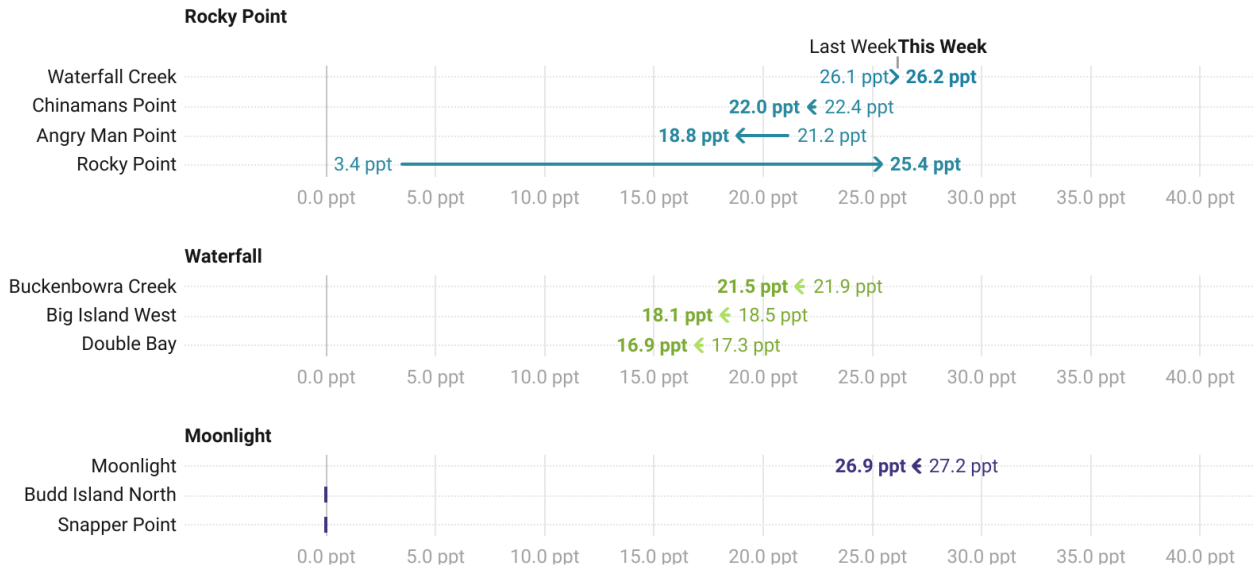 Rocky Point
Last Week This Week
Waterfall Creek 26.1 ppt 26.2 ppt
Chinamans Point 22.0 ppt 22.4 ppt
Angry Man Point 18.8 ppt 21.2 ppt
Rocky Point 3.4 ppt 25.4 ppt
0.0 ppt 5.0 ppt 10.0 ppt 15.0 ppt 20.0 ppt 25.0 ppt 30.0 ppt 35.0 ppt 40.0 ppt
Waterfall
Buckenbowra Creek 21.5 ppt 21.9 ppt
Big Island West 18.1 ppt 18.5 ppt
Double Bay 16.9 ppt 17.3 ppt
0.0 ppt 5.0 ppt 10.0 ppt 15.0 ppt 20.0 ppt 25.0 ppt 30.0 ppt 35.0 ppt 40.0 ppt
Moonlight
Moonlight 26.9 ppt 27.2 ppt
Budd Island North
Snapper Point
0.0 ppt 5.0 ppt 10.0 ppt 15.0 ppt 20.0 ppt 25.0 ppt 30.0 ppt 35.0 ppt 40.0 ppt